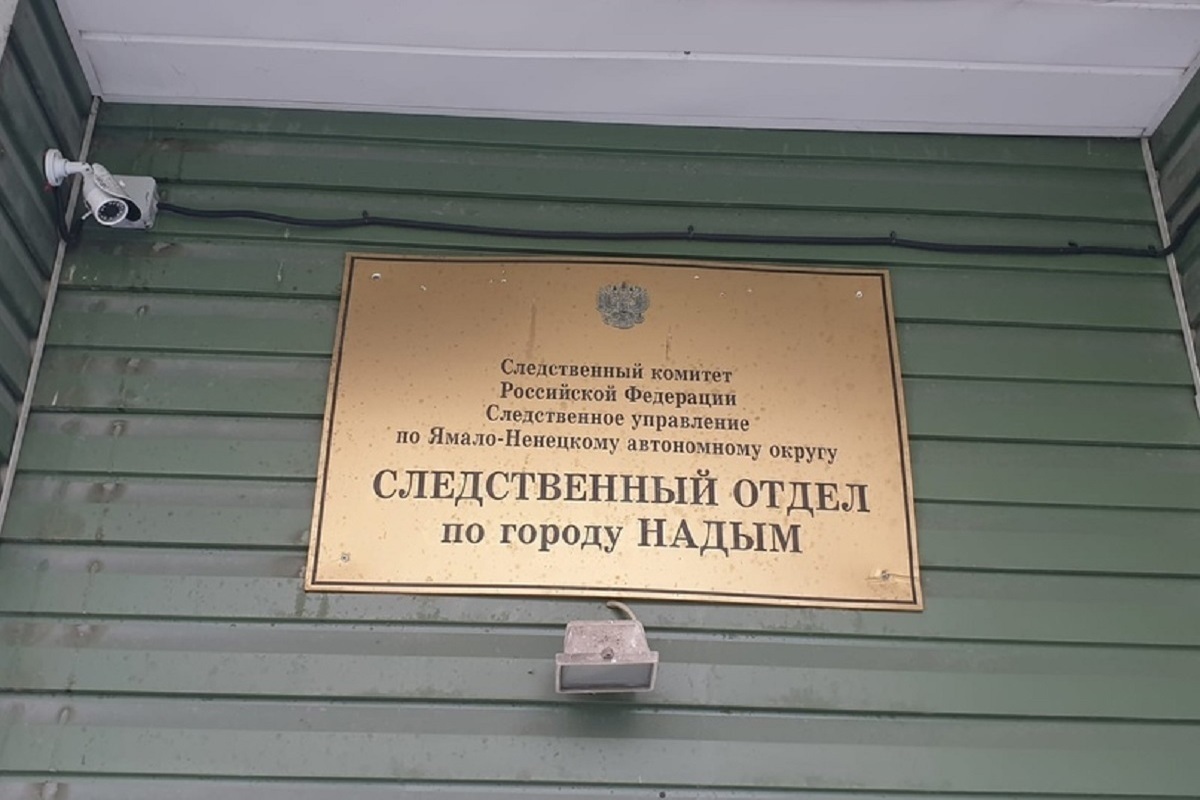 Следственный комитет
Российской Федерации
Следственное управление
по Ямало-Ненецкому автономному округу
СЛЕДСТВЕННЫЙ ОТДЕЛ
по городу НАДЫМ